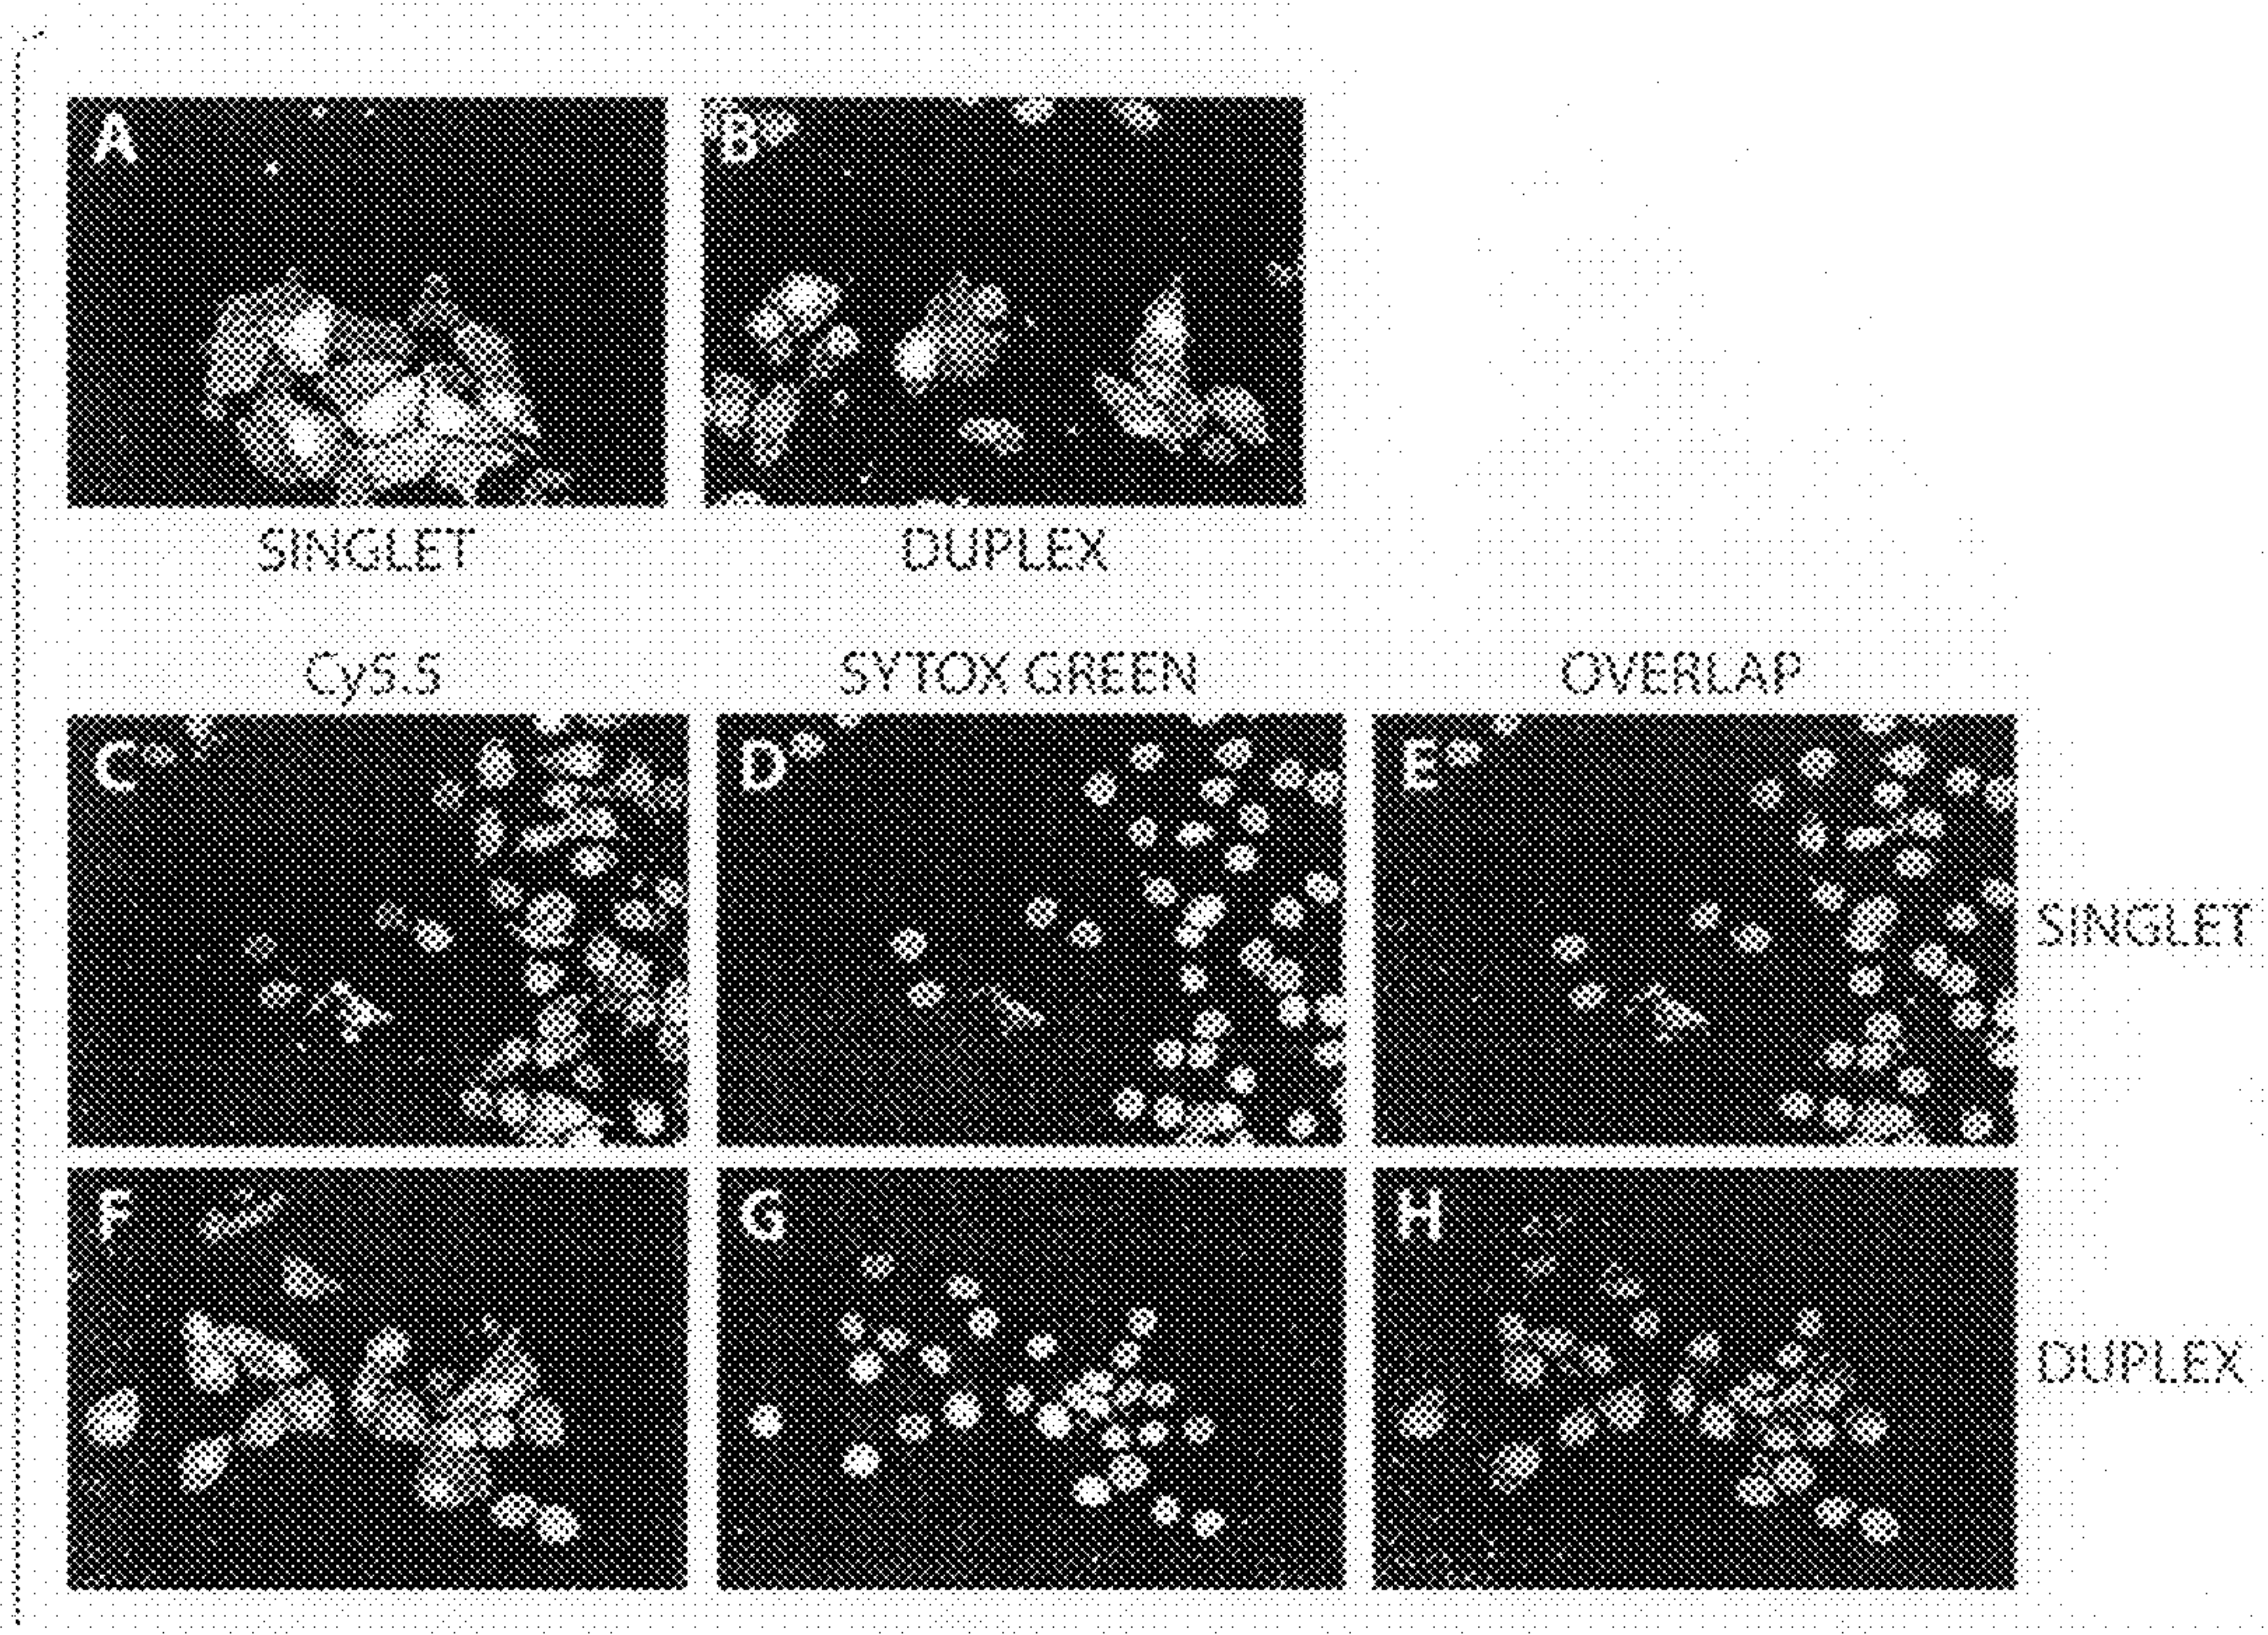 A B
SINGLET DUPLEX
Cy5.5 SYTOX GREEN OVERLAP
C D E
SINGLET
F G H
DUPLEX